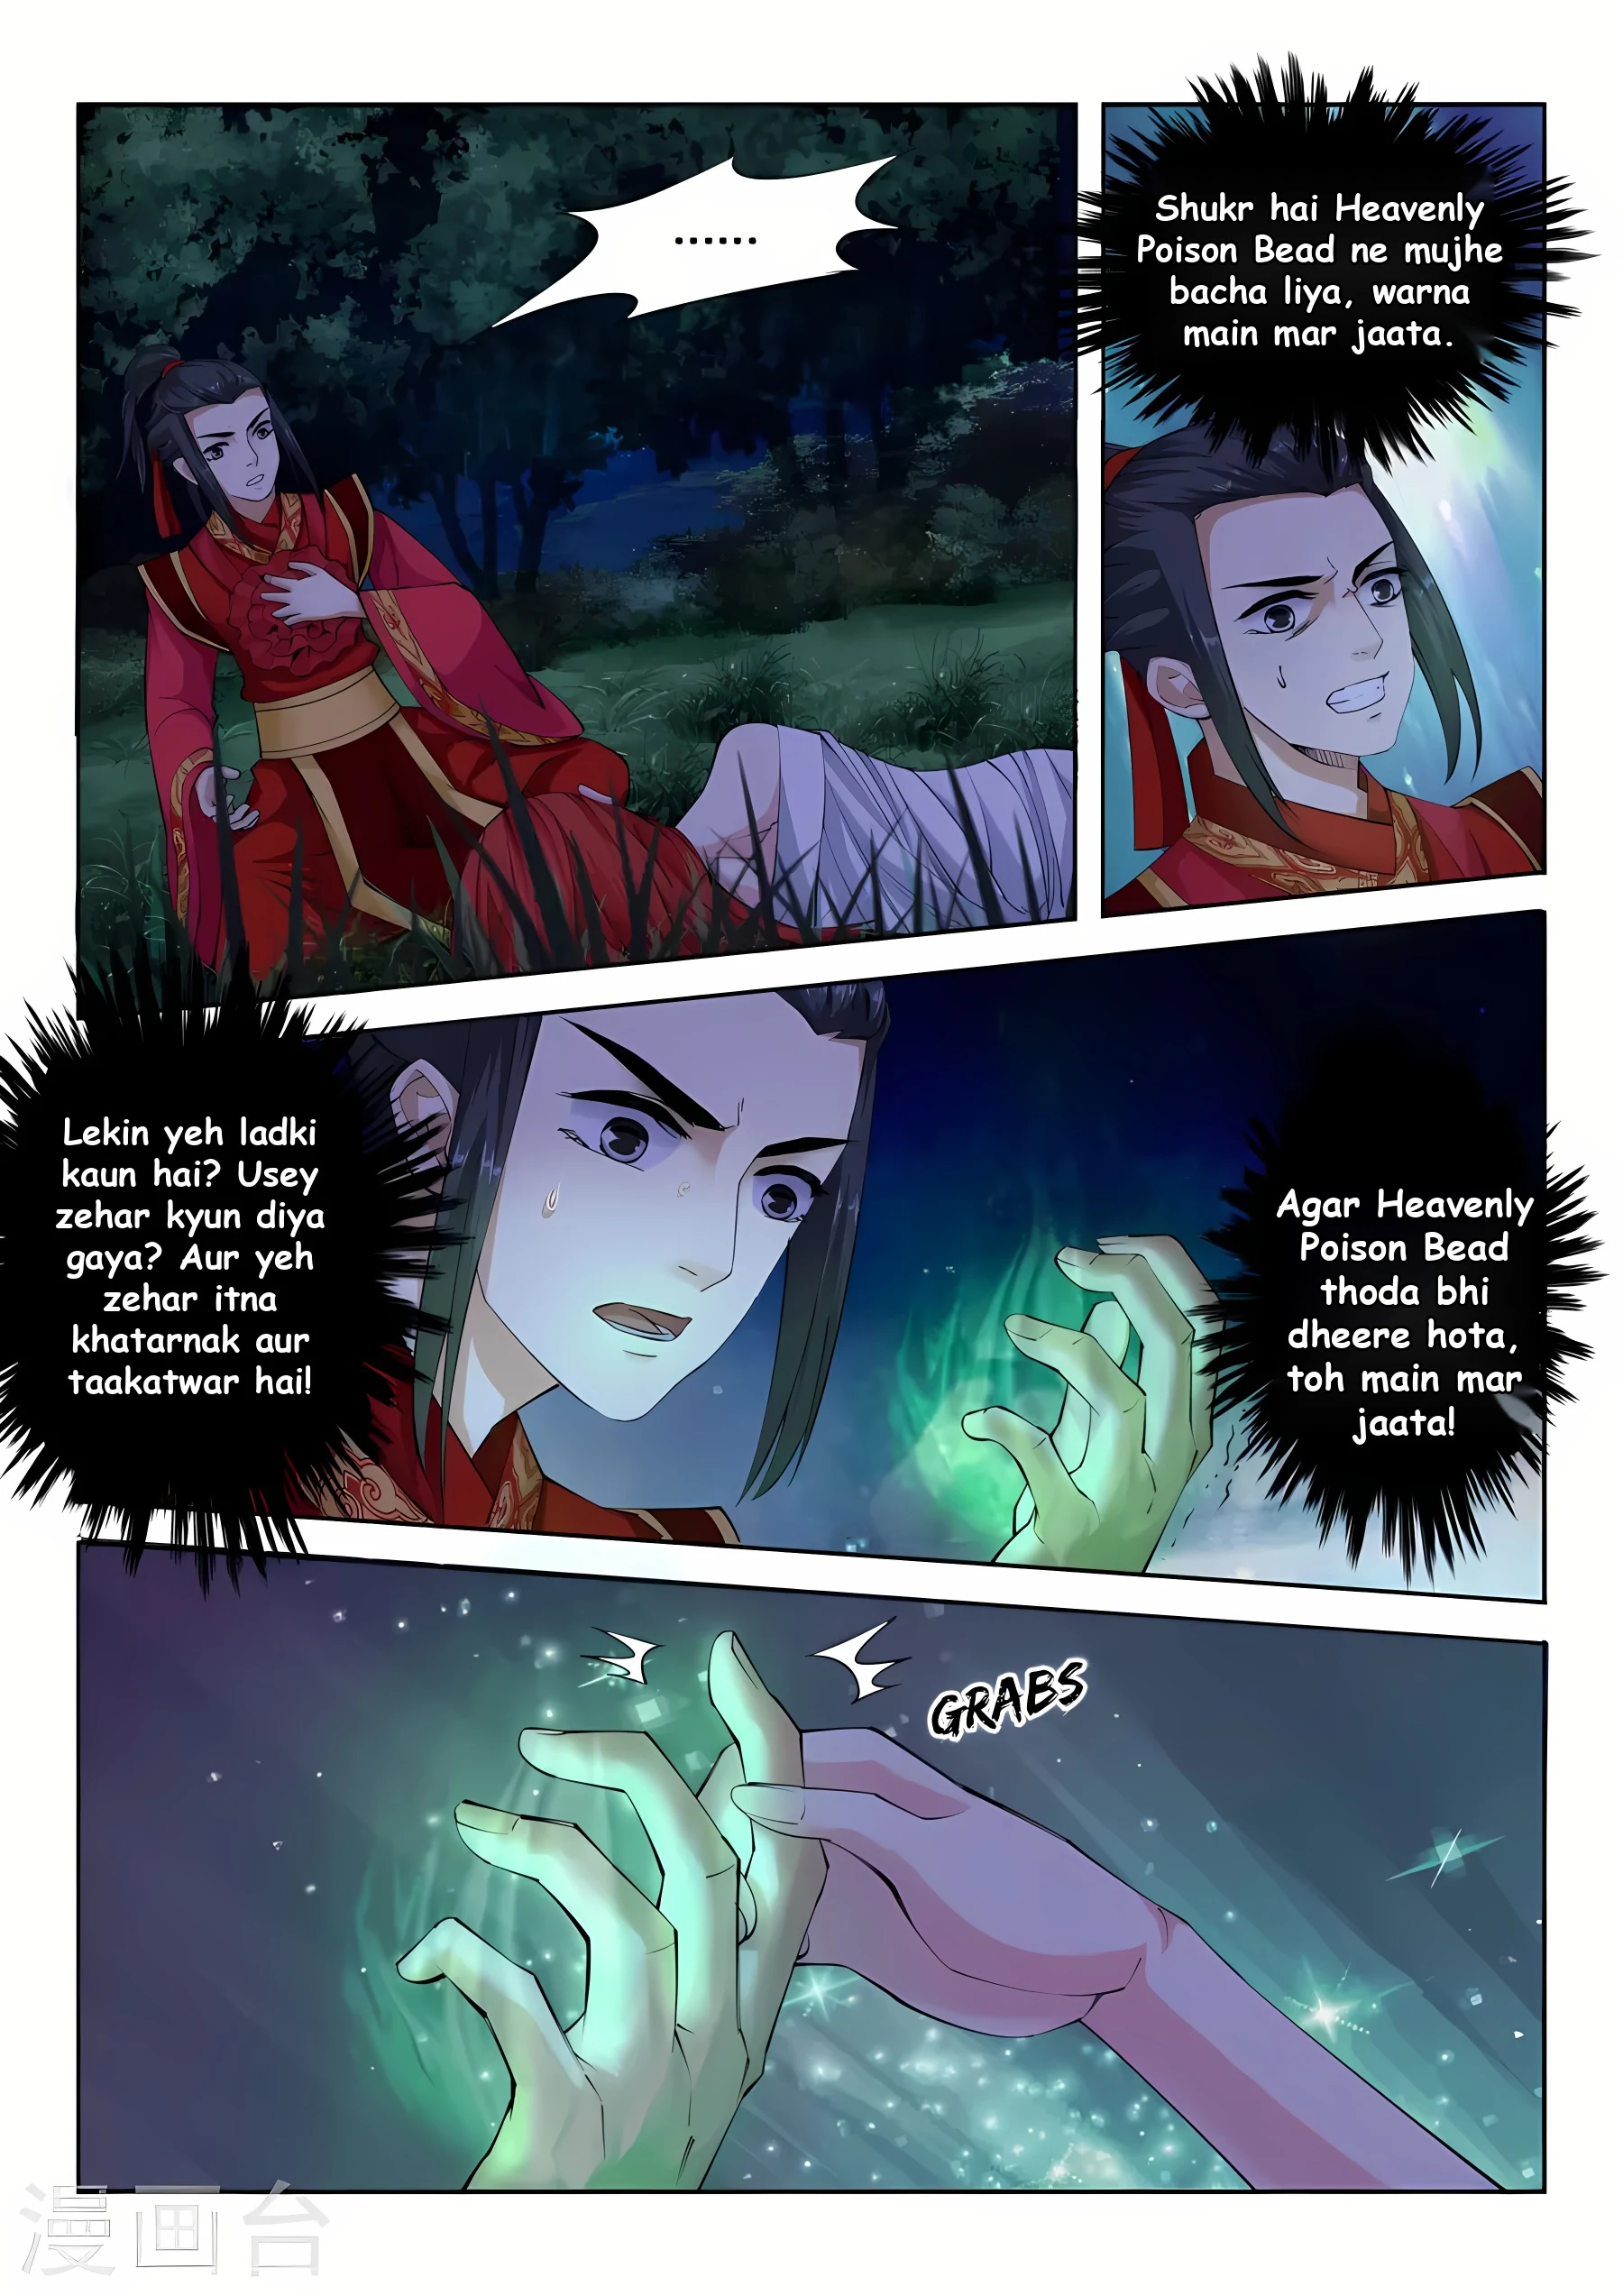 ......
Shukr hai Heavenly
Poison Bead ne mujhe
bacha liya, warna
main mar jaata.
Lekin yeh ladki
kaun hai? Usey
zehar kyun diya
gaya? Aur yeh
zehar itna
khatarnak aur
taakatwar hai!
Agar Heavenly
Poison Bead
thoda bhi
dheere hota,
toh main mar
jaata!
GRABS
漫画台